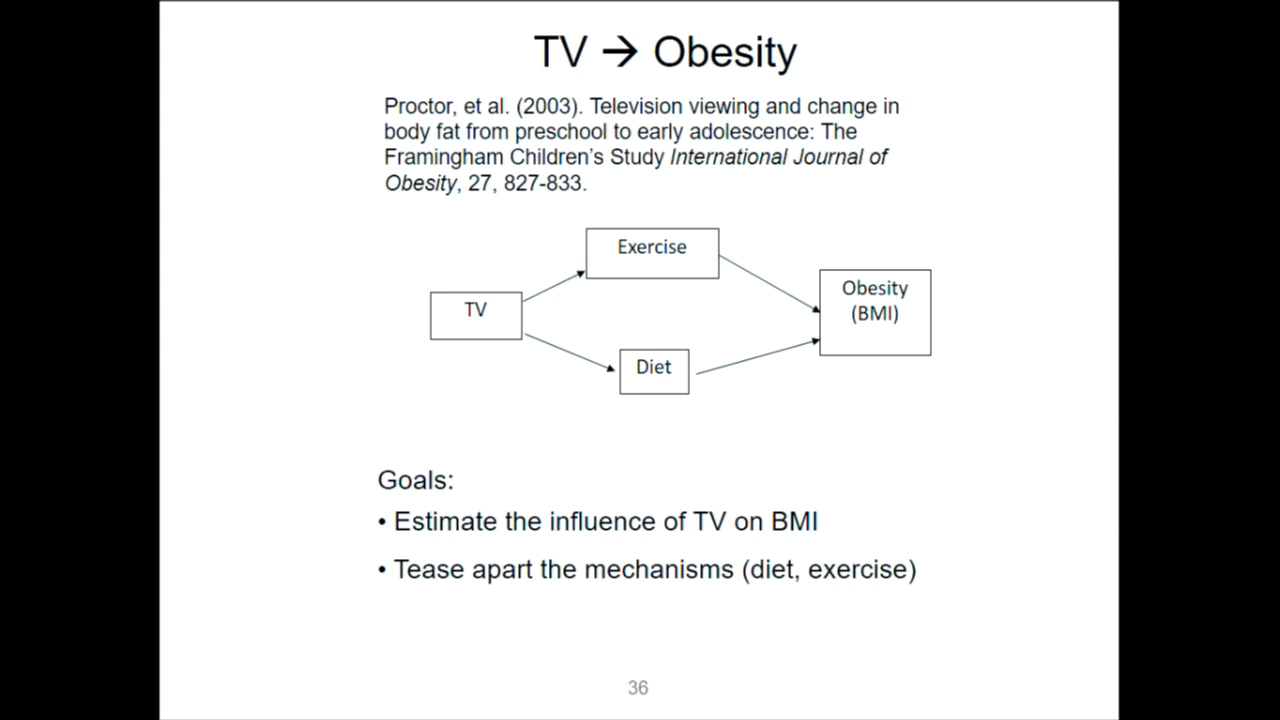 TV → Obesity
Proctor, et al. (2003). Television viewing and change in
body fat from preschool to early adolescence: The
Framingham Children's Study International Journal of
Obesity, 27, 827-833.
Exercise
TV
Obesity
(BMI)
Diet
Goals:
• Estimate the influence of TV on BMI
• Tease apart the mechanisms (diet, exercise)
36